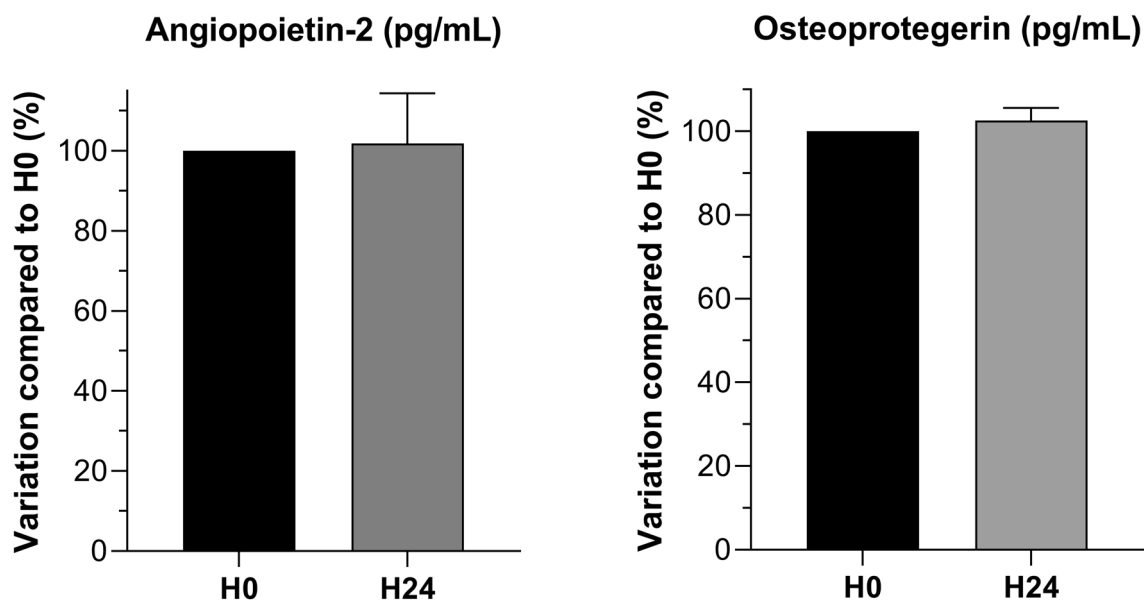 Angiopoietin-2 (pg/mL)
Variation compared to H0 (%)
100
80
60
40
20
0
H0 H24
Osteoprotegerin (pg/mL)
Variation compared to H0 (%)
100
80
60
40
20
0
H0 H24